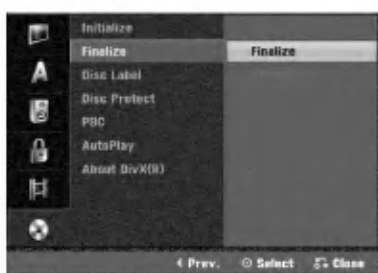 Initialize
Finalize Finalize
Disc Label
Disc Protect
PBC
AutoPlay
About DivX(R)
Prev. Select Close